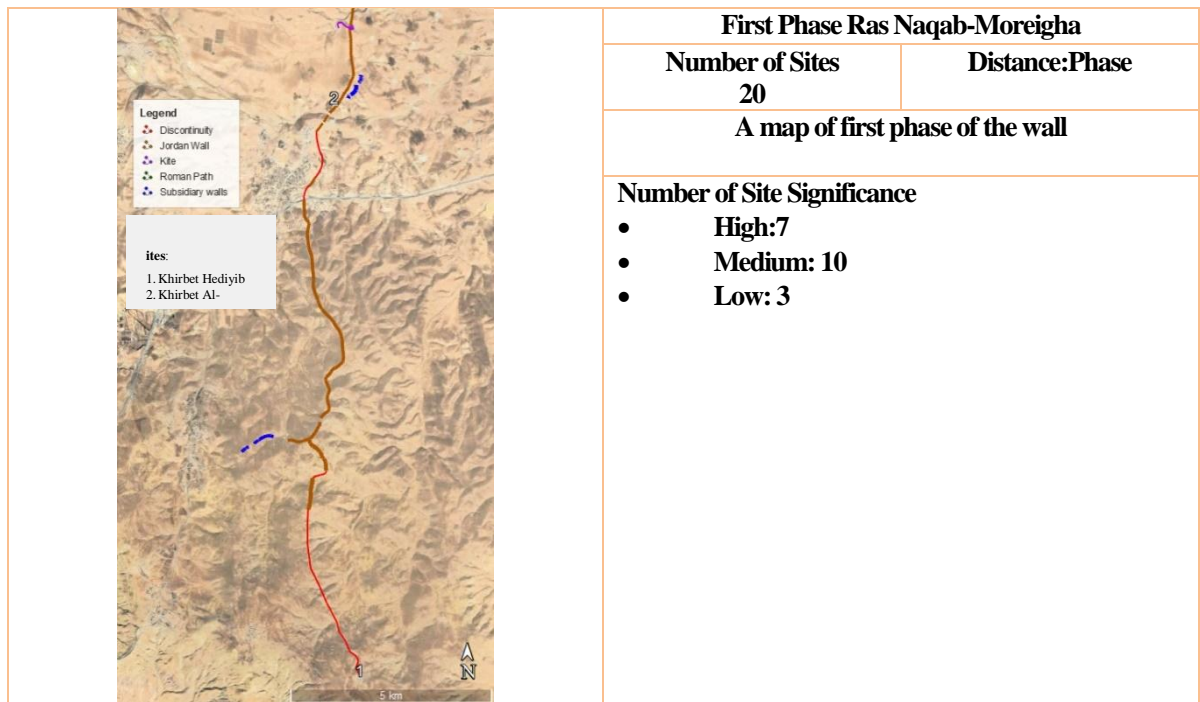 2
Legend
Discontinuity
Jordan Wall
Kite
Roman Path
Subsidiary walls
ites:
1. Khirbet Hediyib
2. Khirbet Al-
1
N
5 km
First Phase Ras Naqab-Moreigha
Number of Sites
20
Distance:Phase
A map of first phase of the wall
Number of Site Significance
• High:7
• Medium: 10
• Low: 3